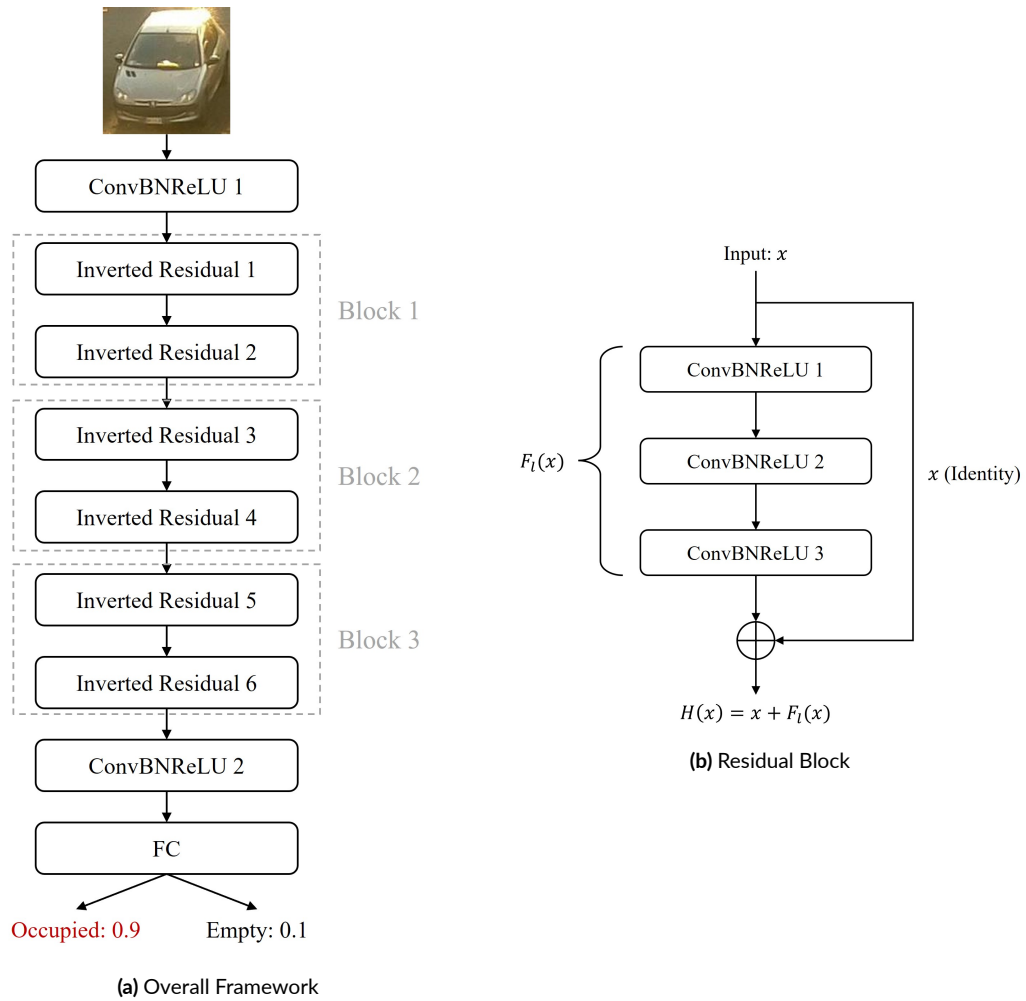 ConvBNReLU 1
Inverted Residual 1
Block 1
Inverted Residual 2
Inverted Residual 3
Block 2
Inverted Residual 4
Inverted Residual 5
Block 3
Inverted Residual 6
ConvBNReLU 2
FC
Occupied: 0.9
Empty: 0.1
(a) Overall Framework
Input: x
ConvBNReLU 1
ConvBNReLU 2
ConvBNReLU 3
Fₗ(x)
x (Identity)
H(x) = x + Fₗ(x)
(b) Residual Block